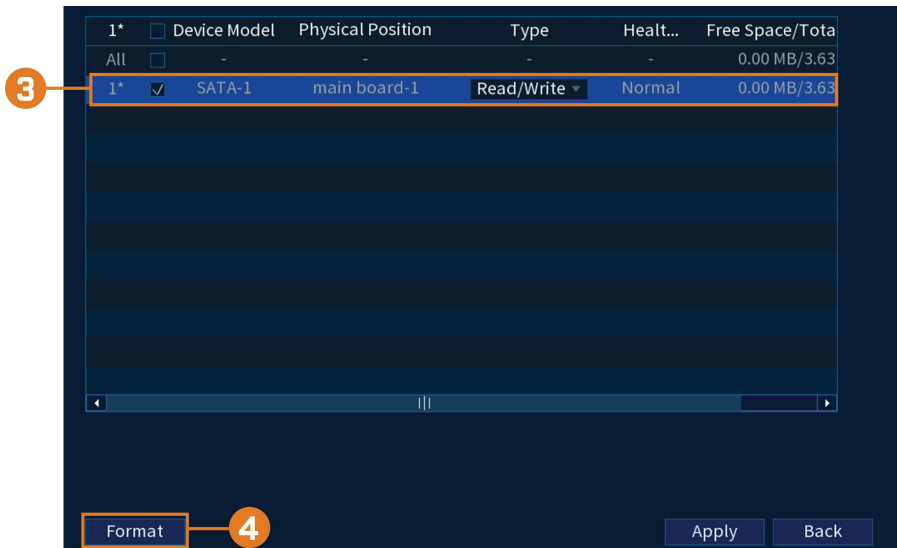 1* Device Model Physical Position Type Healt... Free Space/Tota
All - - - - 0.00 MB/3.63
3
1* SATA-1 main board-1 Read/Write Normal 0.00 MB/3.63
Format 4 Apply Back